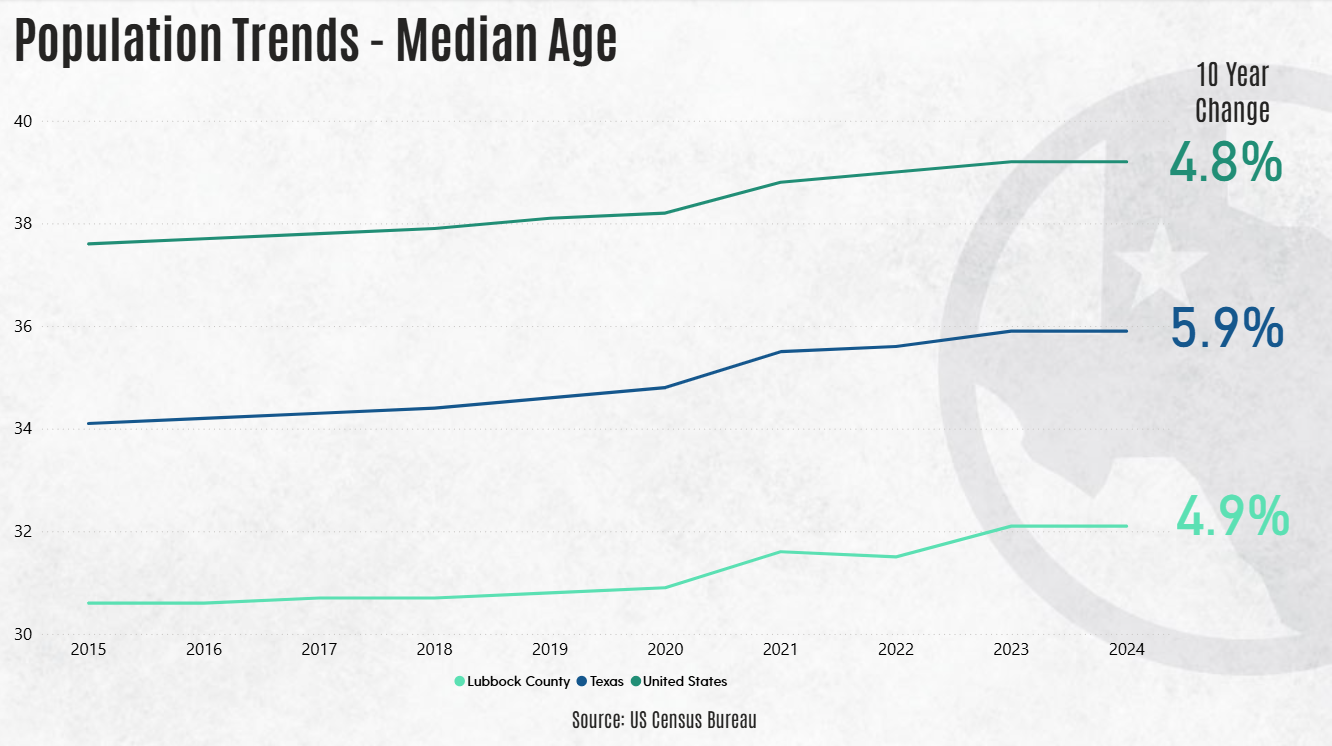 Population Trends - Median Age
10 Year
Change
40
4.8%
38
36
5.9%
34
32
4.9%
30
2015 2016 2017 2018 2019 2020 2021 2022 2023 2024
Lubbock County Texas United States
Source: US Census Bureau